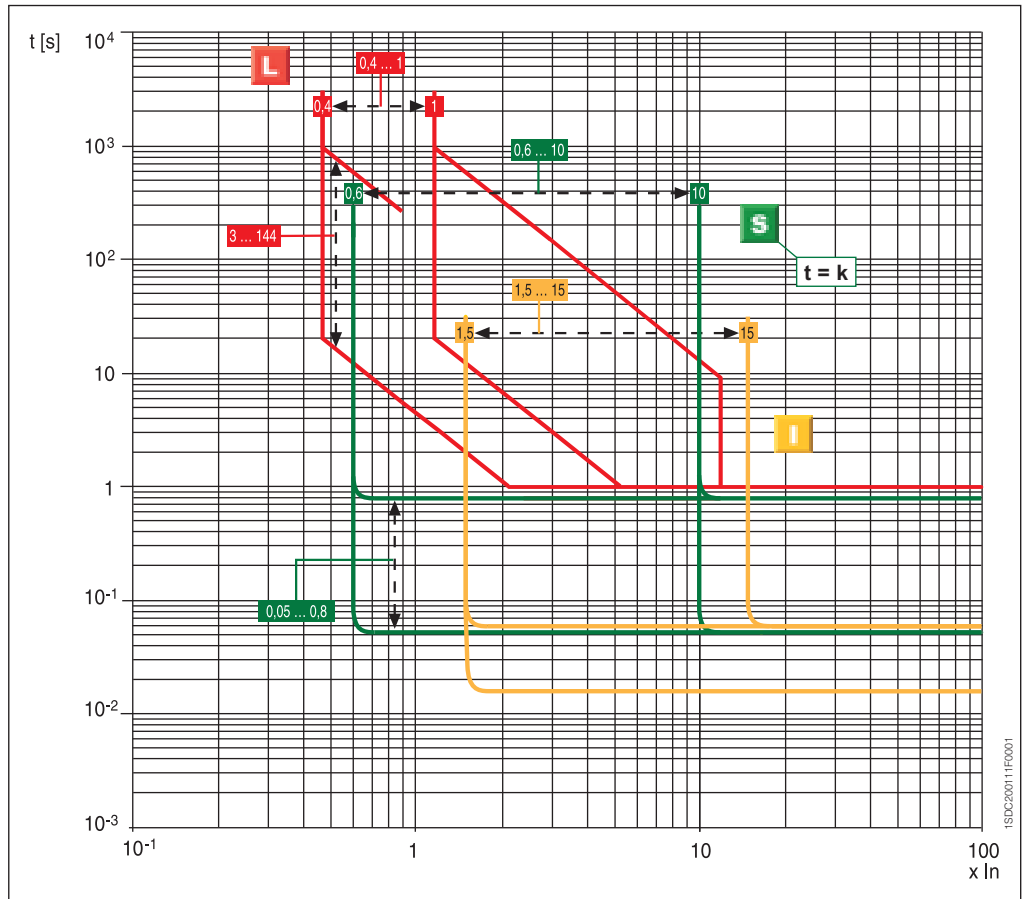 t [s]
10⁴
L
0,4 ... 1
0,4
1
10³
0,6 ... 10
0,6
10
S
3 ... 144
10²
t = k
1,5 ... 15
1,5
15
10
I
1
10⁻¹
0,05 ... 0,8
10⁻²
10⁻³
10⁻¹
1
10
100
x In
1SDC200111F0001